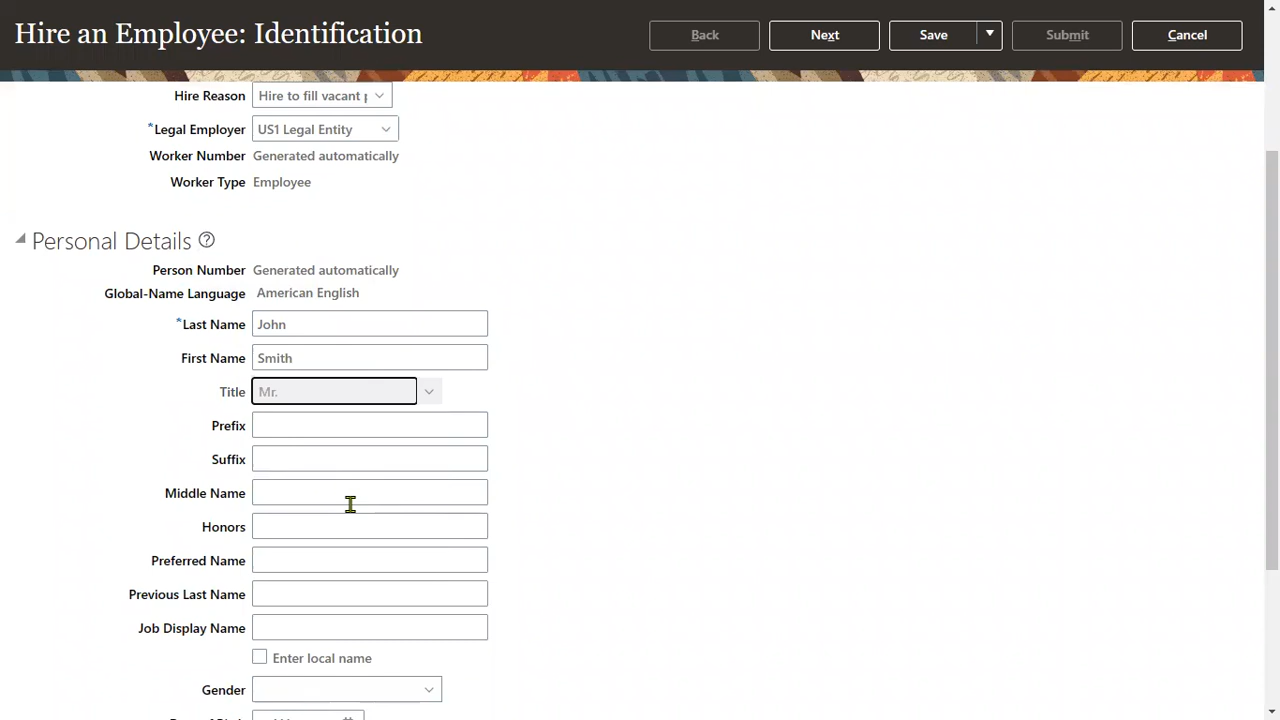 Hire an Employee: Identification
Back
Next
Save
Submit
Cancel
Hire Reason Hire to fill vacant
*Legal Employer US1 Legal Entity
Worker Number Generated automatically
Worker Type Employee
Personal Details
Person Number Generated automatically
Global-Name Language American English
*Last Name John
First Name Smith
Title Mr.
Prefix
Suffix
Middle Name
Honors
Preferred Name
Previous Last Name
Job Display Name
Enter local name
Gender